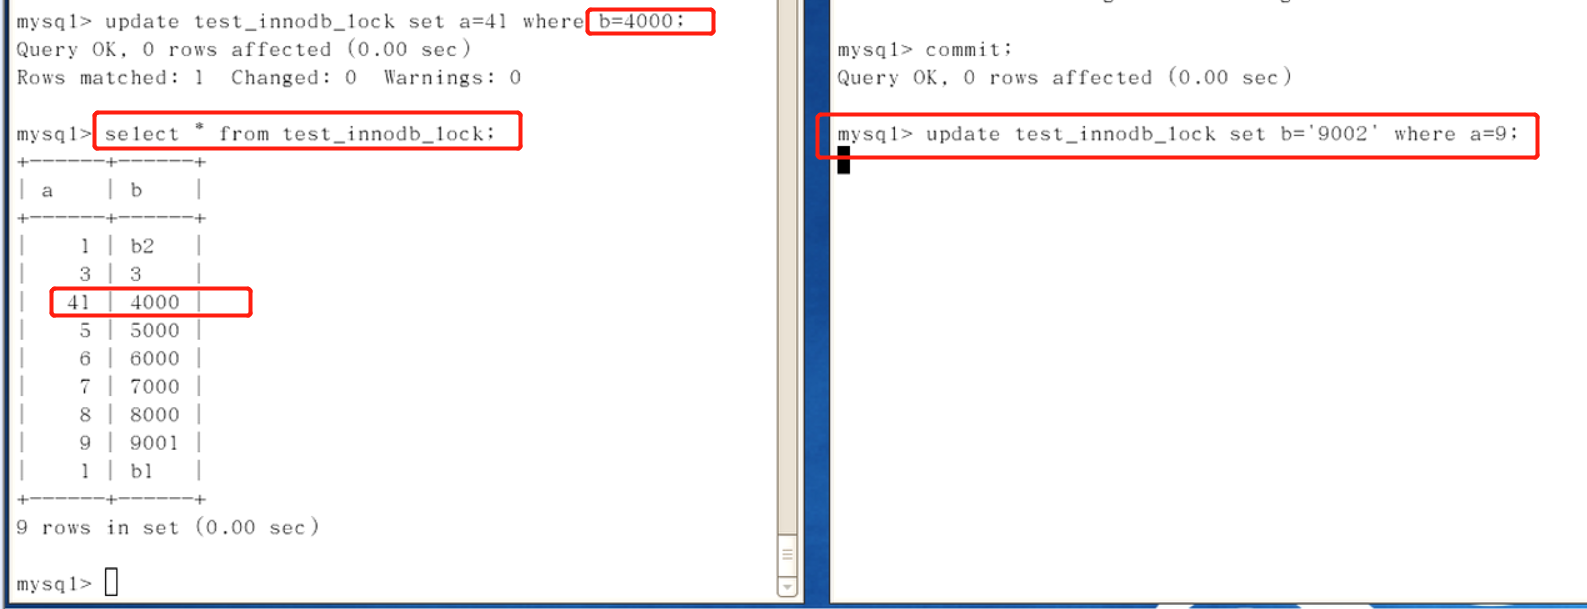 mysql> update test_innodb_lock set a=41 where b=4000;
Query OK, 0 rows affected (0.00 sec)
Rows matched: 1  Changed: 0  Warnings: 0
mysql> select * from test_innodb_lock;
+------+------+
| a    | b    |
+------+------+
|    1 | b2   |
|    3 | 3    |
|   41 | 4000 |
|    5 | 5000 |
|    6 | 6000 |
|    7 | 7000 |
|    8 | 8000 |
|    9 | 9001 |
|    1 | b1   |
+------+------+
9 rows in set (0.00 sec)
mysql>
mysql> commit;
Query OK, 0 rows affected (0.00 sec)
mysql> update test_innodb_lock set b='9002' where a=9;